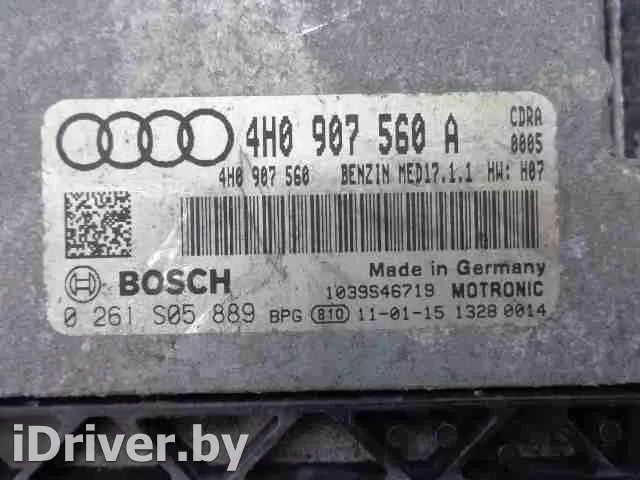 4H0 907 560 A CDRA
0005
4H0 907 560 BENZIN MED17.1.1 HW: H07
BOSCH Made in Germany
1039S46719 MOTRONIC
0 261 S05 889 BPG 810 11-01-15 1328 0014
iDriver.by